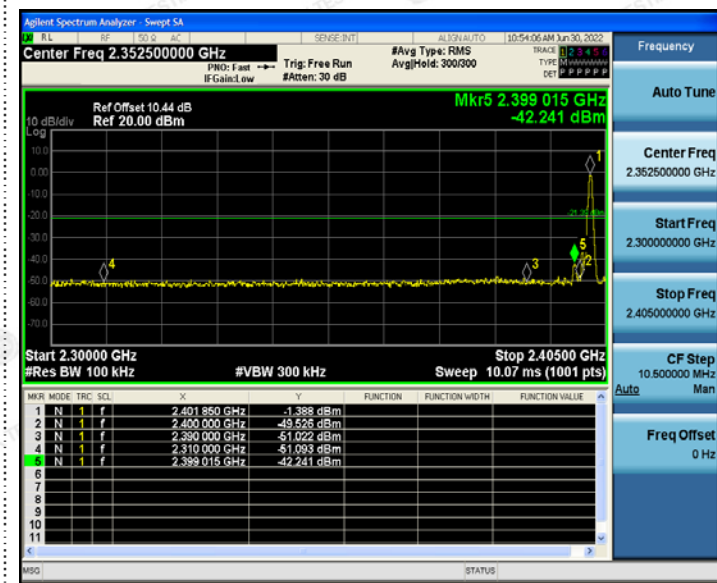 Agilent Spectrum Analyzer - Swept SA
RL RF 50 Ω AC SENSE:INT ALIGNAUTO 10:54:06 AM Jun 30, 2022
Center Freq 2.352500000 GHz
PNO: Fast
IFGain:Low
Trig: Free Run
#Atten: 30 dB
#Avg Type: RMS
Avg|Hold: 300/300
TRACE 1 2 3 4 5 6
TYPE M
DET P P P P P P
Mkr5 2.399 015 GHz
-42.241 dBm
Ref Offset 10.44 dB
10 dB/div Ref 20.00 dBm
Log
10.0
0.00
-10.0
-20.0
-30.0
-40.0
-50.0
-60.0
-70.0
1
5
2
3
4
Start 2.30000 GHz Stop 2.40500 GHz
#Res BW 100 kHz #VBW 300 kHz Sweep 10.07 ms (1001 pts)
MKR MODE TRC SCL X Y FUNCTION FUNCTION WIDTH FUNCTION VALUE
1 N 1 f 2.401 850 GHz -1.388 dBm
2 N 1 f 2.400 000 GHz -49.526 dBm
3 N 1 f 2.390 000 GHz -51.022 dBm
4 N 1 f 2.310 000 GHz -51.093 dBm
5 N 1 f 2.399 015 GHz -42.241 dBm
6
7
8
9
10
11
MSG STATUS
Frequency
Auto Tune
Center Freq
2.352500000 GHz
Start Freq
2.300000000 GHz
Stop Freq
2.405000000 GHz
CF Step
10.500000 MHz
Auto Man
Freq Offset
0 Hz